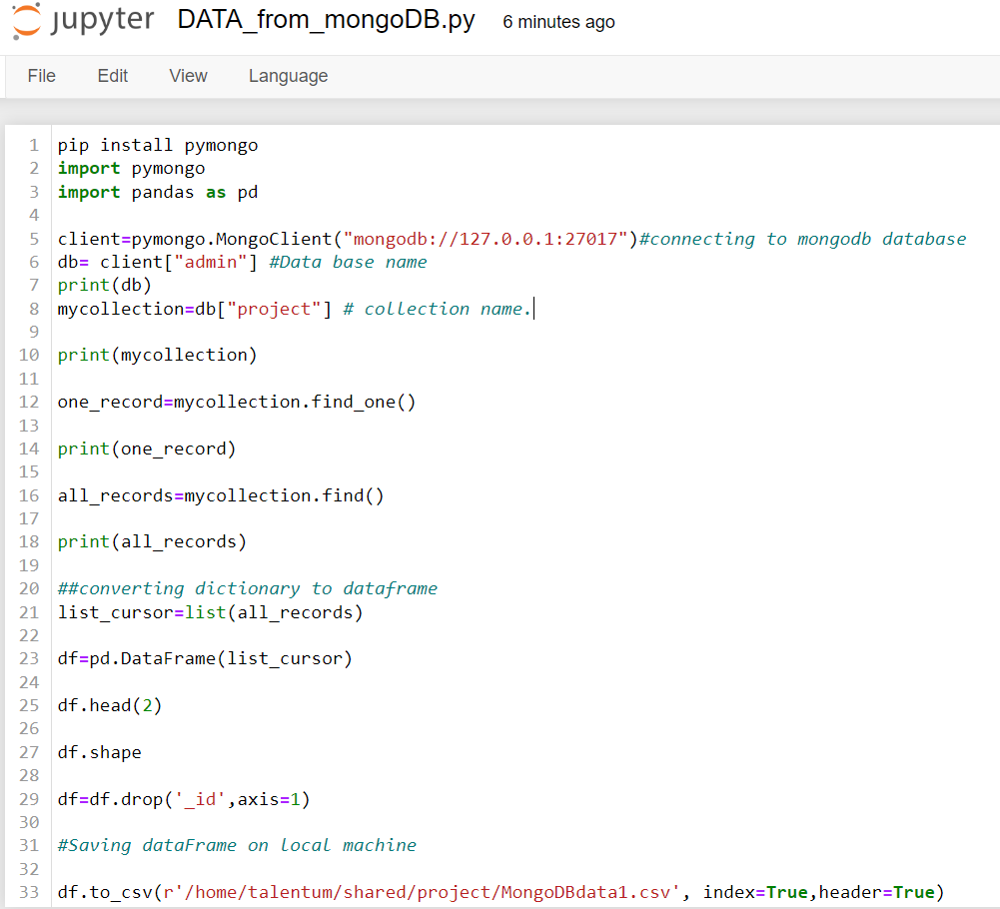 jupyter DATA_from_mongoDB.py 6 minutes ago
File Edit View Language
1 pip install pymongo
2 import pymongo
3 import pandas as pd
4
5 client=pymongo.MongoClient("mongodb://127.0.0.1:27017")#connecting to mongodb database
6 db= client["admin"] #Data base name
7 print(db)
8 mycollection=db["project"] # collection name.
9
10 print(mycollection)
11
12 one_record=mycollection.find_one()
13
14 print(one_record)
15
16 all_records=mycollection.find()
17
18 print(all_records)
19
20 ##converting dictionary to dataframe
21 list_cursor=list(all_records)
22
23 df=pd.DataFrame(list_cursor)
24
25 df.head(2)
26
27 df.shape
28
29 df=df.drop('_id',axis=1)
30
31 #Saving dataFrame on local machine
32
33 df.to_csv(r'/home/talentum/shared/project/MongoDBdata1.csv', index=True,header=True)